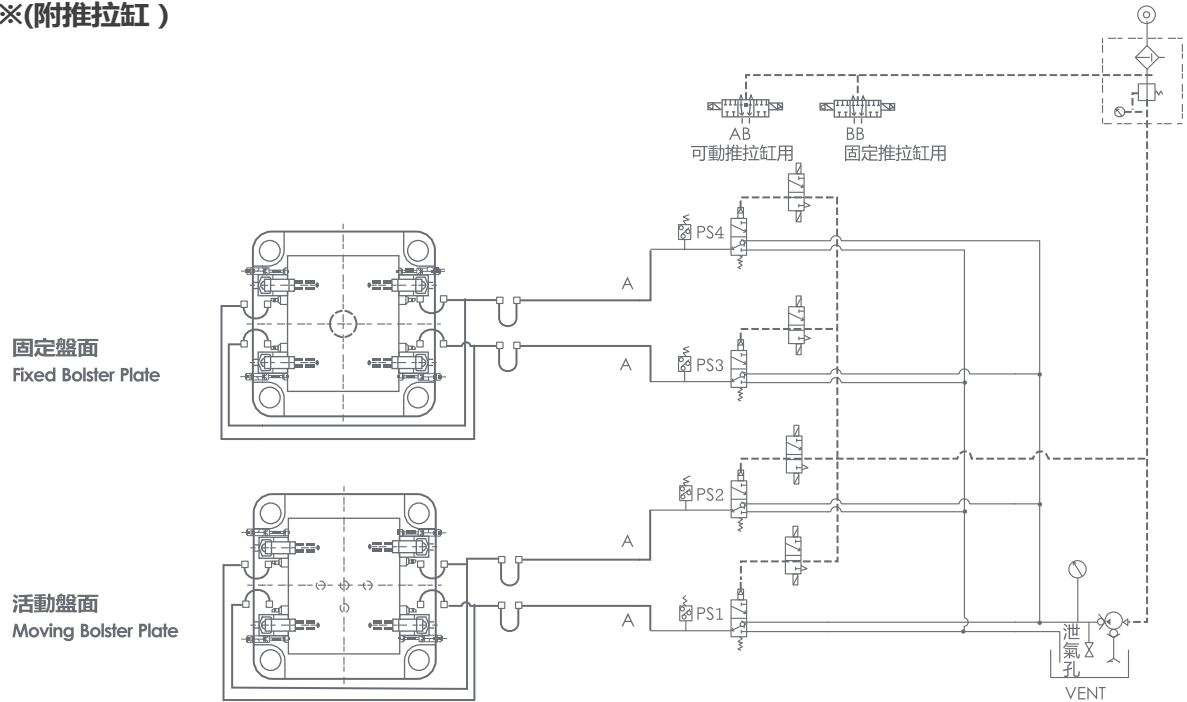 ※(附推拉缸)
AB
可動推拉缸用
BB
固定推拉缸用
PS4
A
固定盤面
Fixed Bolster Plate
PS3
A
PS2
A
活動盤面
Moving Bolster Plate
PS1
A
泄氣孔
VENT